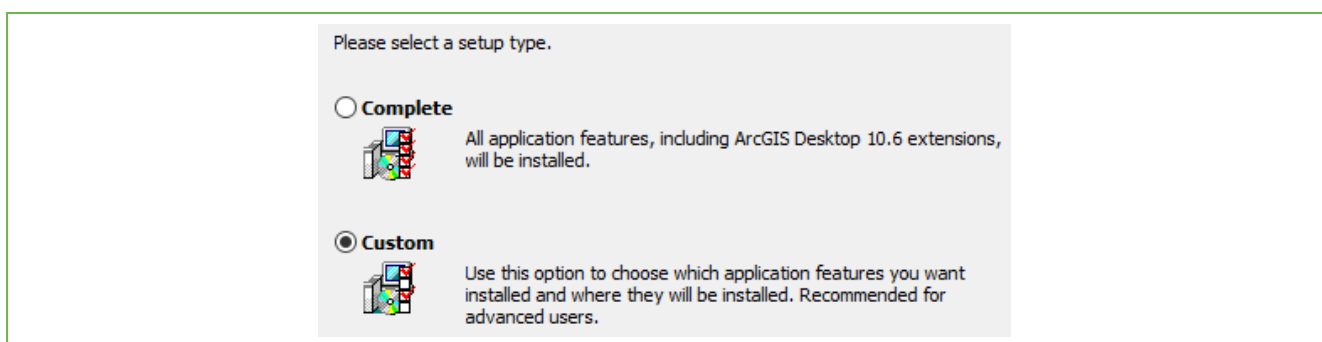 Please select a setup type.
Complete
All application features, including ArcGIS Desktop 10.6 extensions,
will be installed.
Custom
Use this option to choose which application features you want
installed and where they will be installed. Recommended for
advanced users.